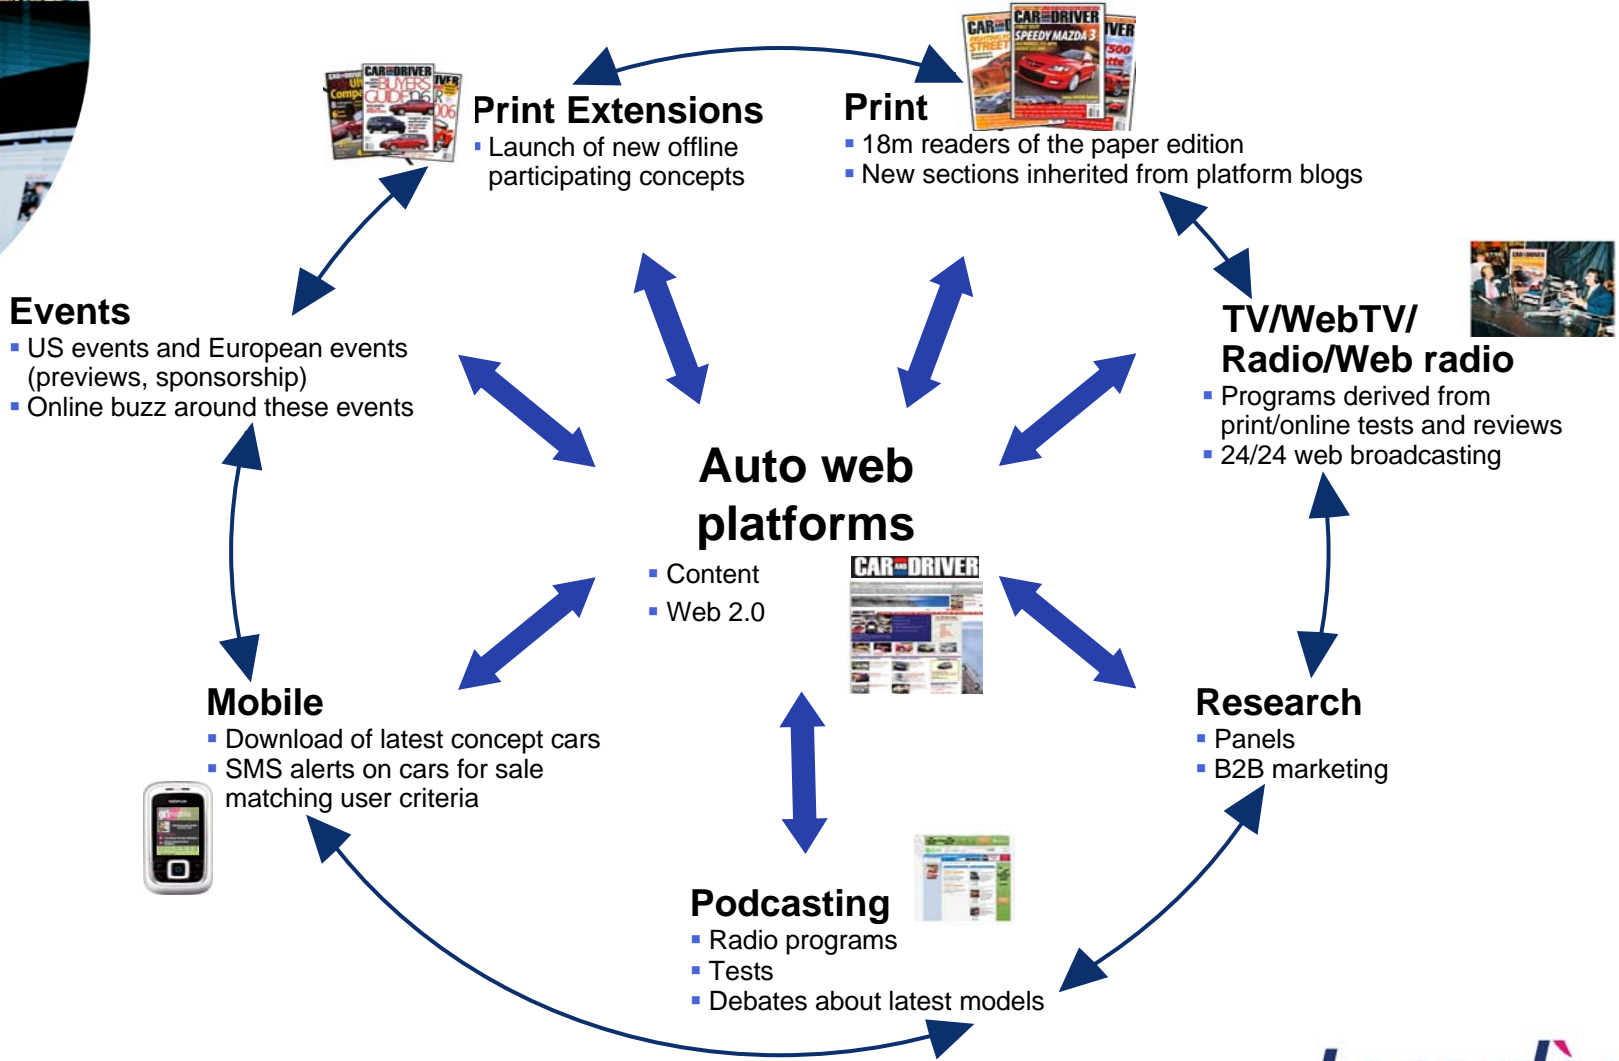 CAR AND DRIVER
SPEEDY MAZDA 3
CAR AND DRIVER
BUYERS
GUIDE
Print Extensions
Launch of new offline
participating concepts
Print
18m readers of the paper edition
New sections inherited from platform blogs
Events
US events and European events
(previews, sponsorship)
Online buzz around these events
TV/WebTV/
Radio/Web radio
Programs derived from
print/online tests and reviews
24/24 web broadcasting
Auto web
platforms
Content
Web 2.0
CAR AND DRIVER
Mobile
Download of latest concept cars
SMS alerts on cars for sale
matching user criteria
Research
Panels
B2B marketing
Podcasting
Radio programs
Tests
Debates about latest models